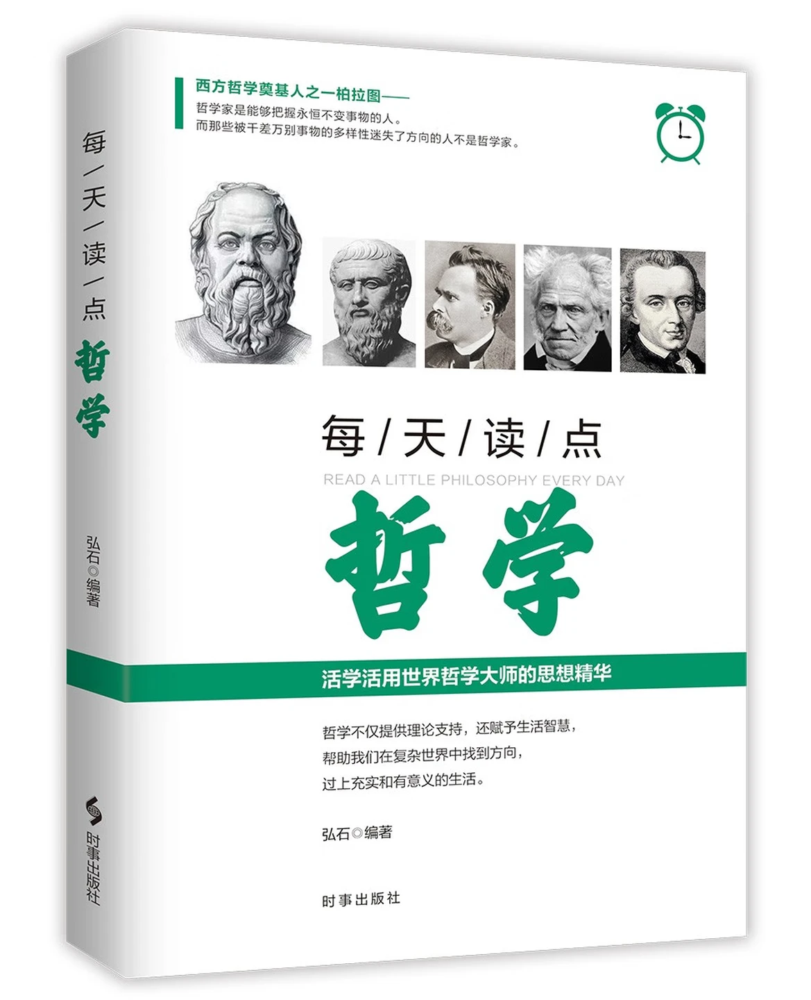 西方哲学奠基人之一柏拉图——
哲学家是能够把握永恒不变事物的人。
而那些被千差万别事物的多样性迷失了方向的人不是哲学家。
每/天/读/点
READ A LITTLE PHILOSOPHY EVERY DAY
哲学
活学活用世界哲学大师的思想精华
哲学不仅提供理论支持，还赋予生活智慧，
帮助我们在复杂世界中找到方向，
过上充实和有意义的生活。
弘石◎编著
时事出版社
每/天/读/点
哲学
弘石◎编著
时事出版社